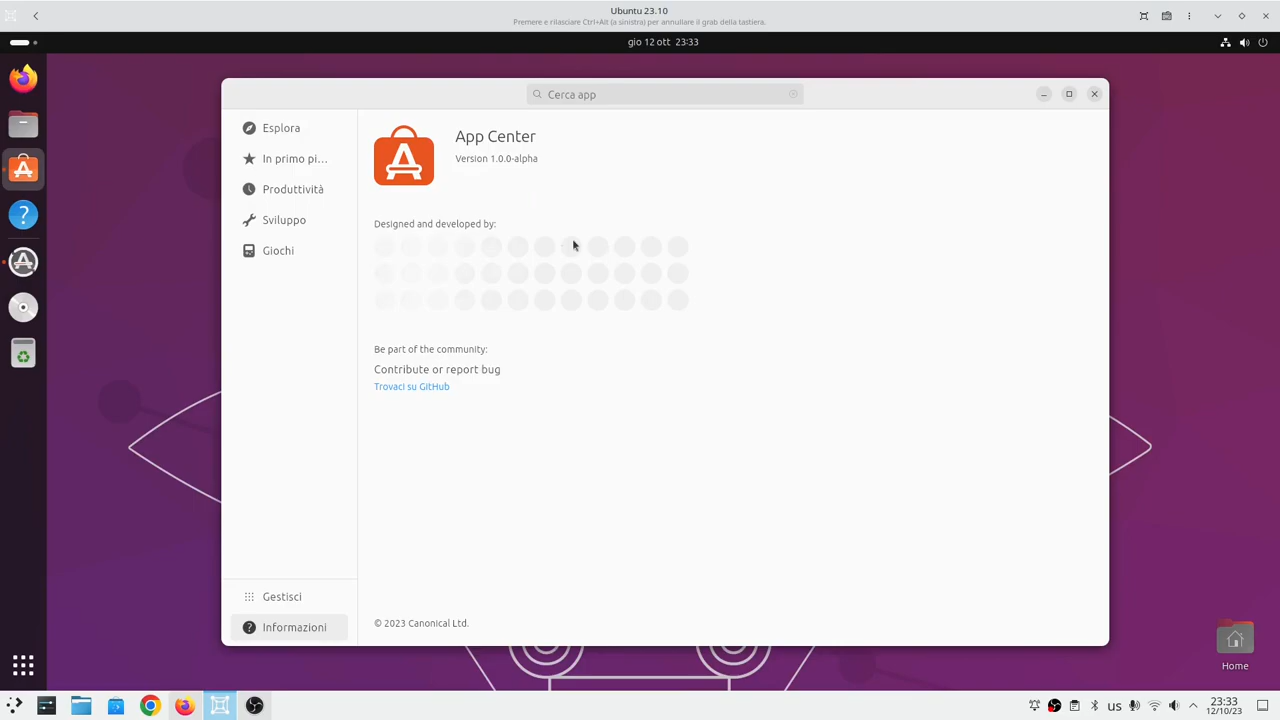 Ubuntu 23.10
Premere e rilasciare Ctrl+Alt (a sinistra) per annullare il grab della tastiera.
gio 12 ott 23:33
Cerca app
Esplora
In primo pi...
Produttività
Sviluppo
Giochi
App Center
Version 1.0.0-alpha
Designed and developed by:
Be part of the community:
Contribute or report bug
Trovaci su GitHub
Gestisci
Informazioni
© 2023 Canonical Ltd.
Home
us
23:33
12/10/23